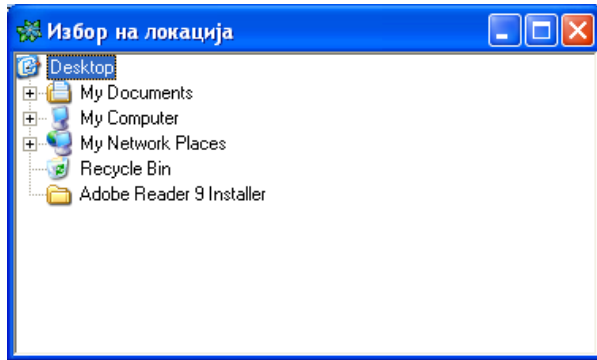 Избор на локација
Desktop
My Documents
My Computer
My Network Places
Recycle Bin
Adobe Reader 9 Installer